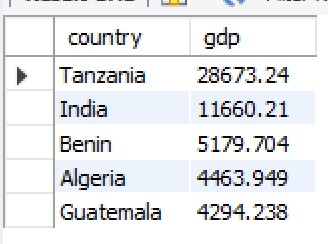 country gdp
Tanzania 28673.24
India 11660.21
Benin 5179.704
Algeria 4463.949
Guatemala 4294.238